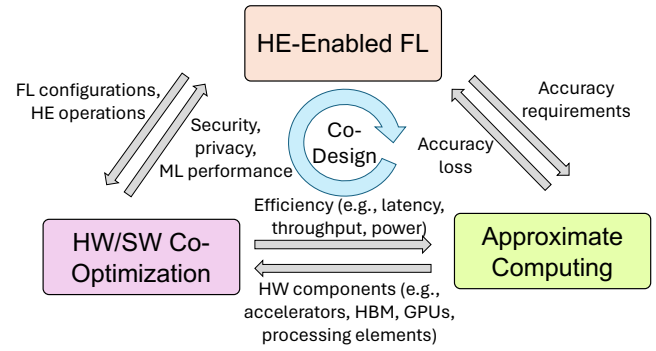 HE-Enabled FL
FL configurations,
HE operations
Security,
privacy,
ML performance
Co-
Design
Accuracy
requirements
Accuracy
loss
Efficiency (e.g., latency,
throughput, power)
HW/SW Co-
Optimization
Approximate
Computing
HW components (e.g.,
accelerators, HBM, GPUs,
processing elements)